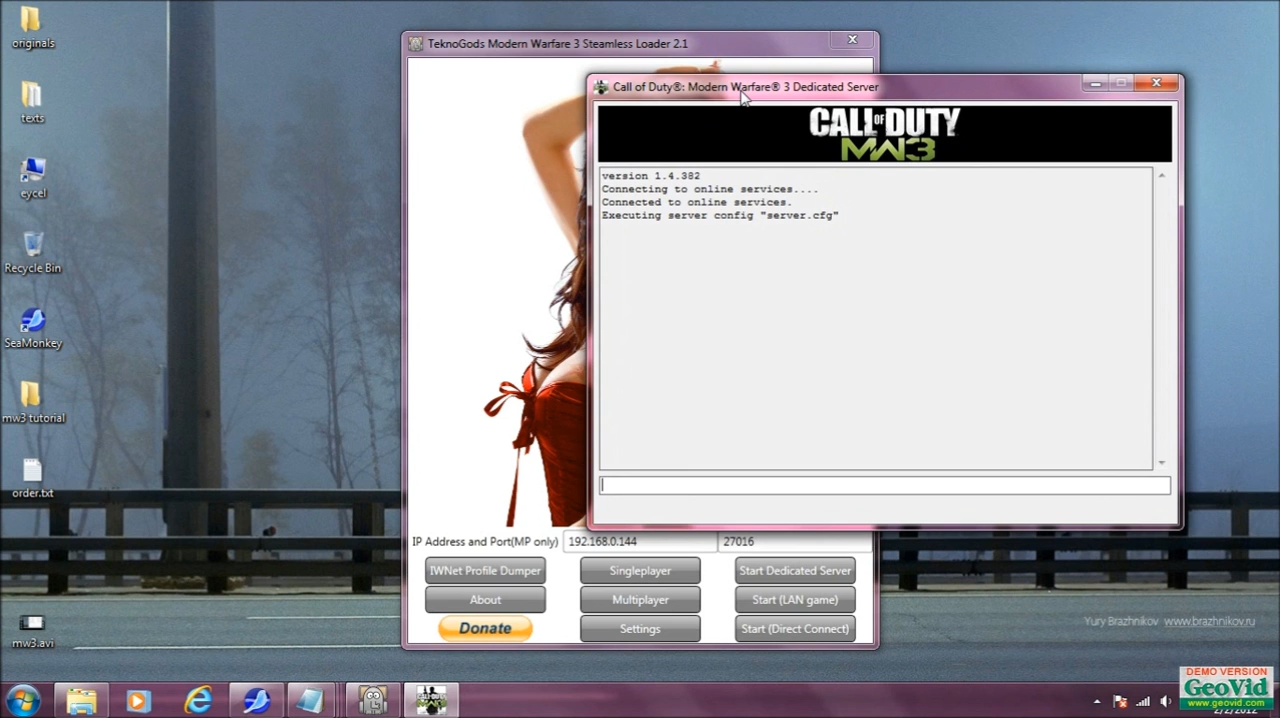 originals
texts
eycel
Recycle Bin
SeaMonkey
mw3 tutorial
order.txt
mw3.avi
TeknoGods Modern Warfare 3 Steamless Loader 2.1
Call of Duty®: Modern Warfare® 3 Dedicated Server
CALL OF DUTY
MW3
version 1.4.382
Connecting to online services....
Connected to online services.
Executing server config "server.cfg"
IP Address and Port(MP only) 192.168.0.144 27016
IWNet Profile Dumper Singleplayer Start Dedicated Server
About Multiplayer Start (LAN game)
Donate Settings Start (Direct Connect)
Yury Brazhnikov www.brazhnikov.ru
DEMO VERSION
GeoVid
www.geovid.com
2/2/2012